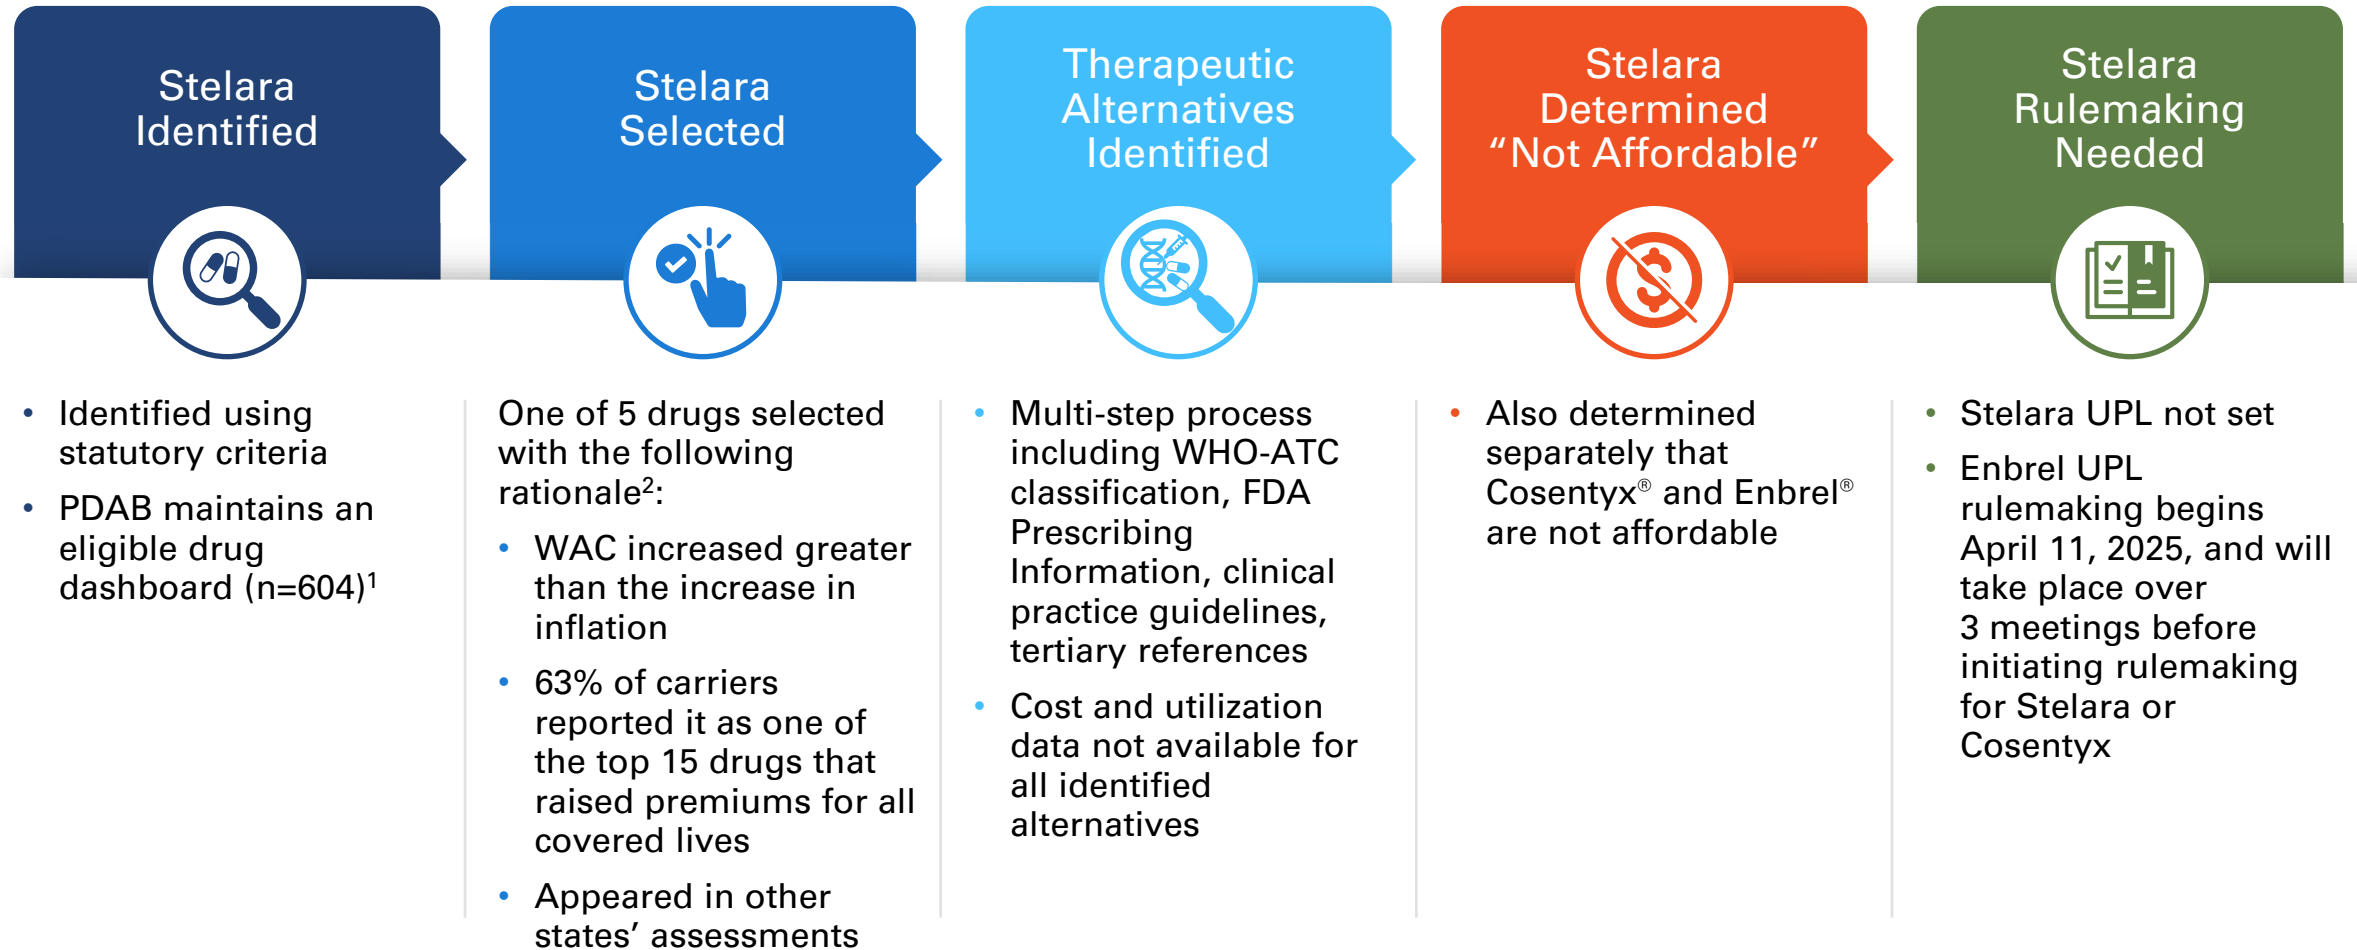 Stelara
Identified
Stelara
Selected
Therapeutic
Alternatives
Identified
Stelara
Determined
“Not Affordable”
Stelara
Rulemaking
Needed
• Identified using
statutory criteria
• PDAB maintains an
eligible drug
dashboard (n=604)¹
One of 5 drugs selected
with the following
rationale²:
• WAC increased greater
than the increase in
inflation
• 63% of carriers
reported it as one of
the top 15 drugs that
raised premiums for all
covered lives
• Appeared in other
states’ assessments
• Multi-step process
including WHO-ATC
classification, FDA
Prescribing
Information, clinical
practice guidelines,
tertiary references
• Cost and utilization
data not available for
all identified
alternatives
• Also determined
separately that
Cosentyx® and Enbrel®
are not affordable
• Stelara UPL not set
• Enbrel UPL
rulemaking begins
April 11, 2025, and will
take place over
3 meetings before
initiating rulemaking
for Stelara or
Cosentyx